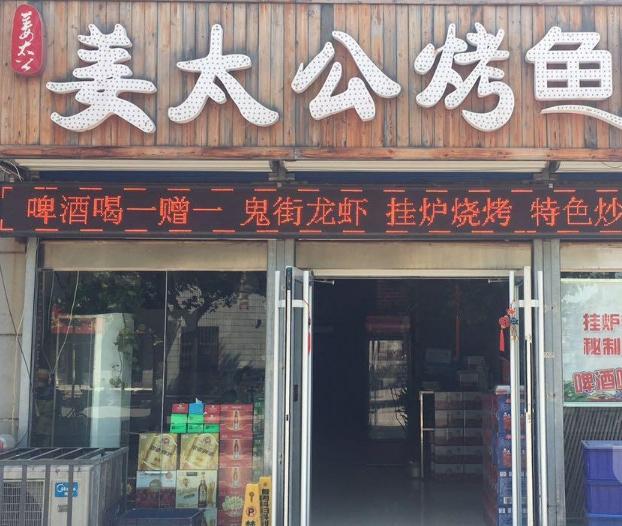 姜太公
姜太公烤鱼
啤酒喝一赠一 鬼街龙虾 挂炉烧烤 特色炒
挂炉
秘制
啤酒